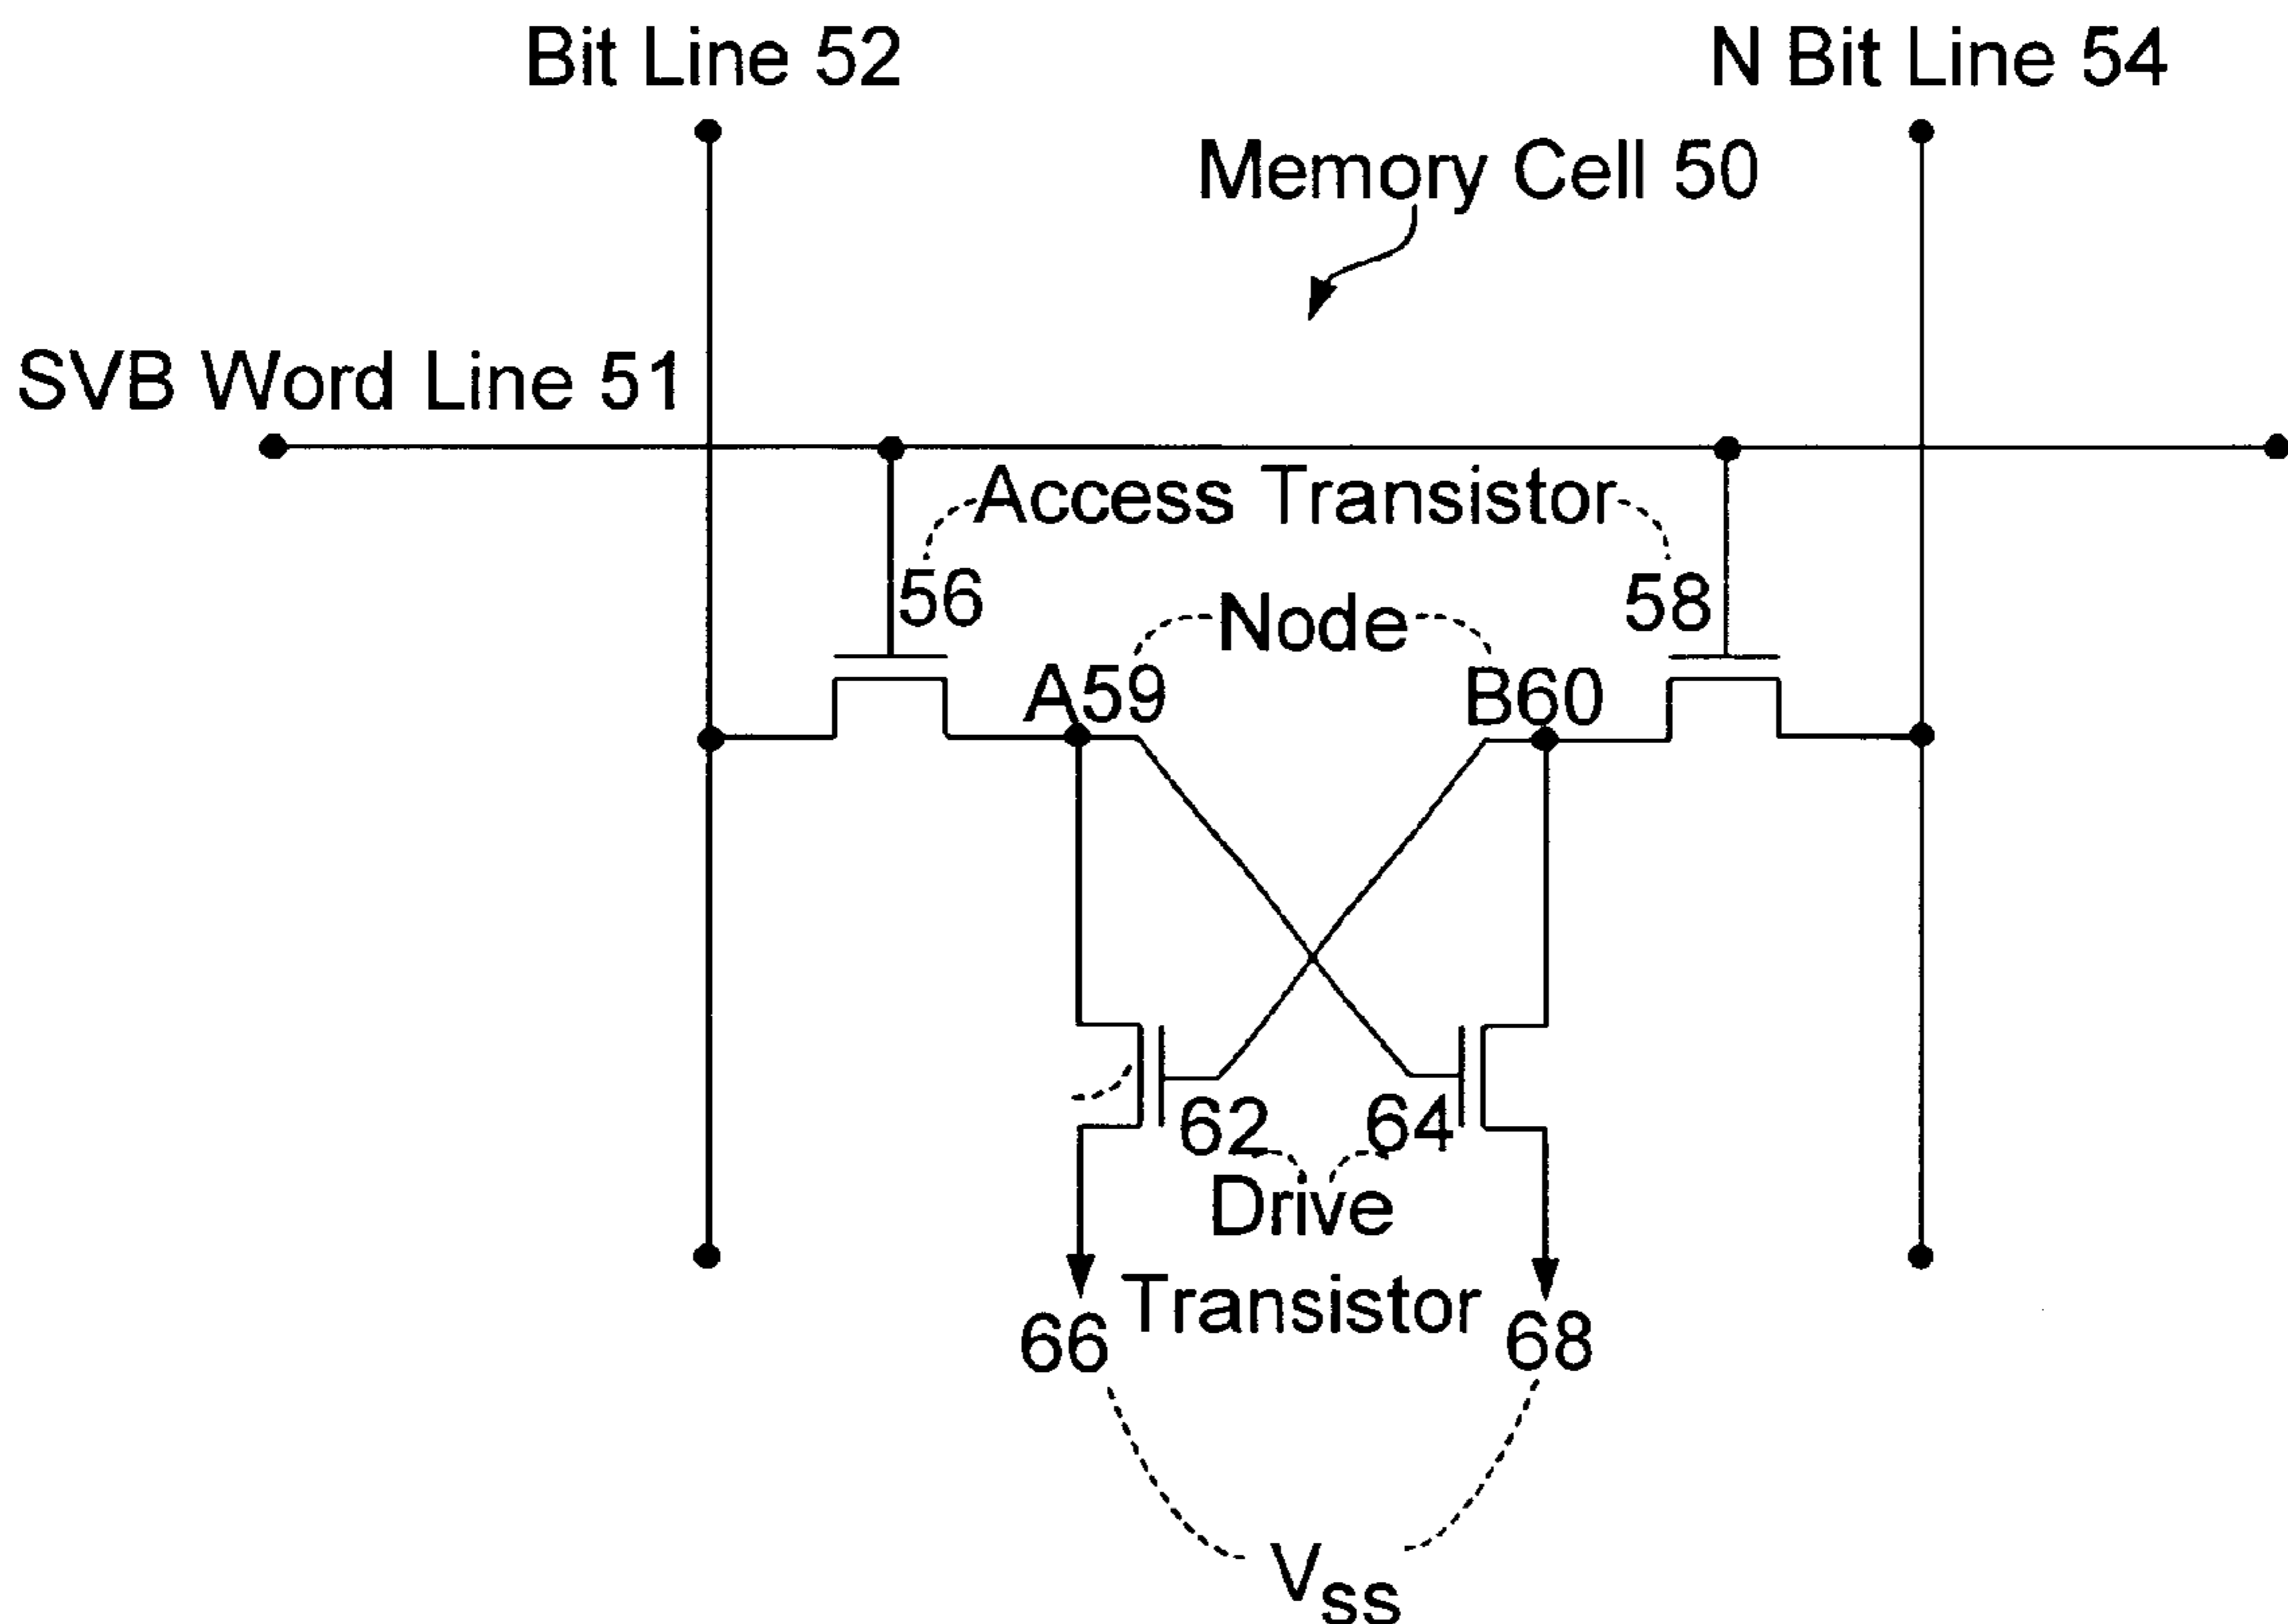 Bit Line 52
N Bit Line 54
Memory Cell 50
SVB Word Line 51
Access Transistor
56
58
Node
A59
B60
62
64
Drive
Transistor
66
68
VSS